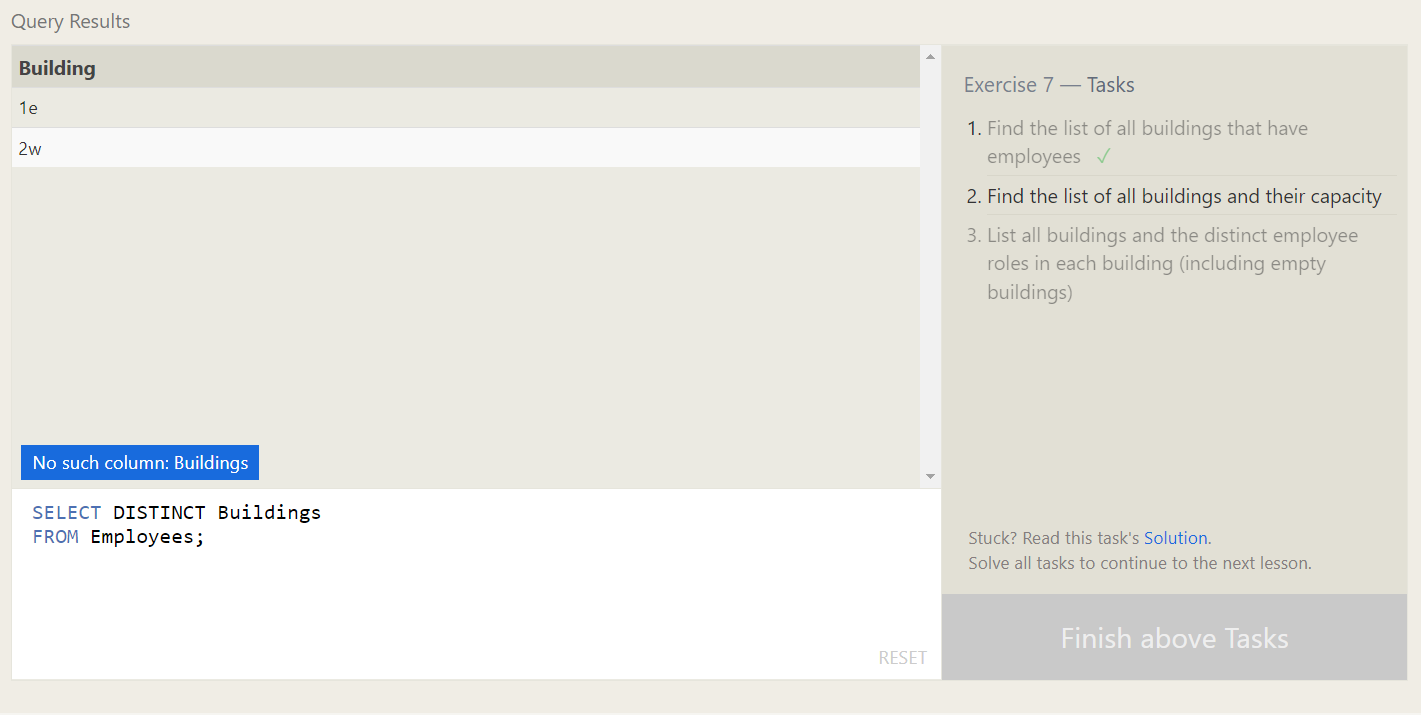 Query Results
Building
1e
2w
No such column: Buildings
SELECT DISTINCT Buildings
FROM Employees;
RESET
Exercise 7 — Tasks
1. Find the list of all buildings that have
employees ✓
2. Find the list of all buildings and their capacity
3. List all buildings and the distinct employee
roles in each building (including empty
buildings)
Stuck? Read this task's Solution.
Solve all tasks to continue to the next lesson.
Finish above Tasks